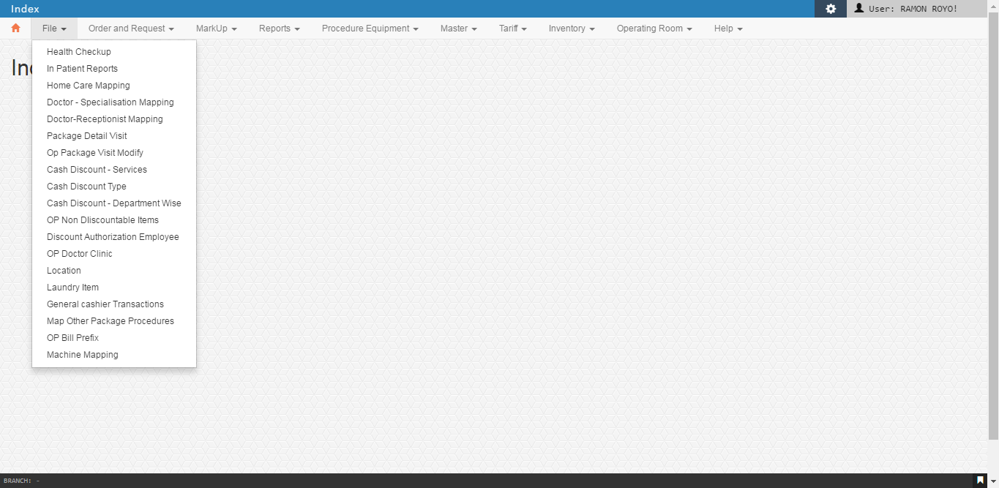 Index
User: RAMON ROYO!
File Order and Request MarkUp Reports Procedure Equipment Master Tariff Inventory Operating Room Help
Health Checkup
In
In Patient Reports
Home Care Mapping
Doctor - Specialisation Mapping
Doctor-Receptionist Mapping
Package Detail Visit
Op Package Visit Modify
Cash Discount - Services
Cash Discount Type
Cash Discount - Department Wise
OP Non DIiscountable Items
Discount Authorization Employee
OP Doctor Clinic
Location
Laundry Item
General cashier Transactions
Map Other Package Procedures
OP Bill Prefix
Machine Mapping
BRANCH: -